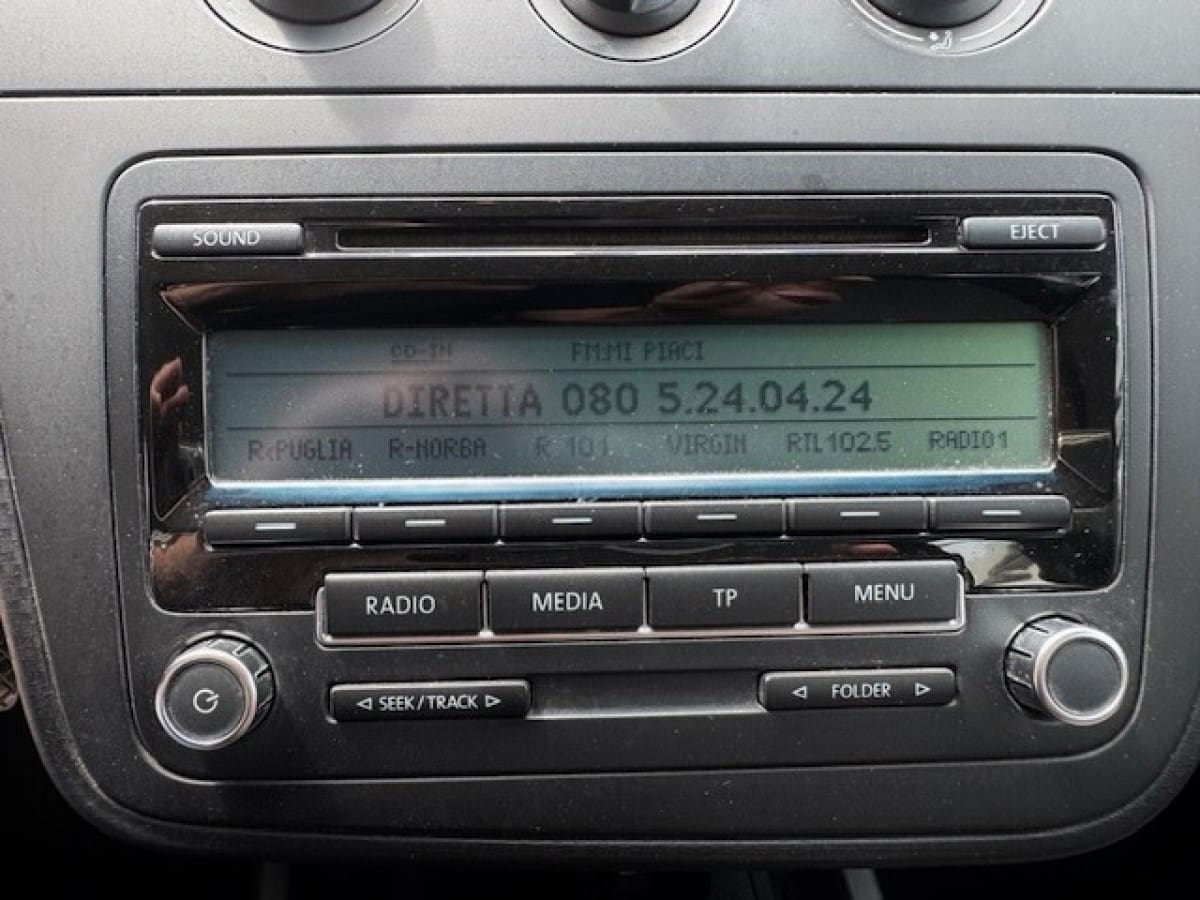 SOUND EJECT
CD-IN FM:MI PIACI
DIRETTA 080 5.24.04.24
R.PUGLIA R-NORBA R 101 VIRGIN RTL102.5 RADIO1
RADIO MEDIA TP MENU
SEEK/TRACK FOLDER